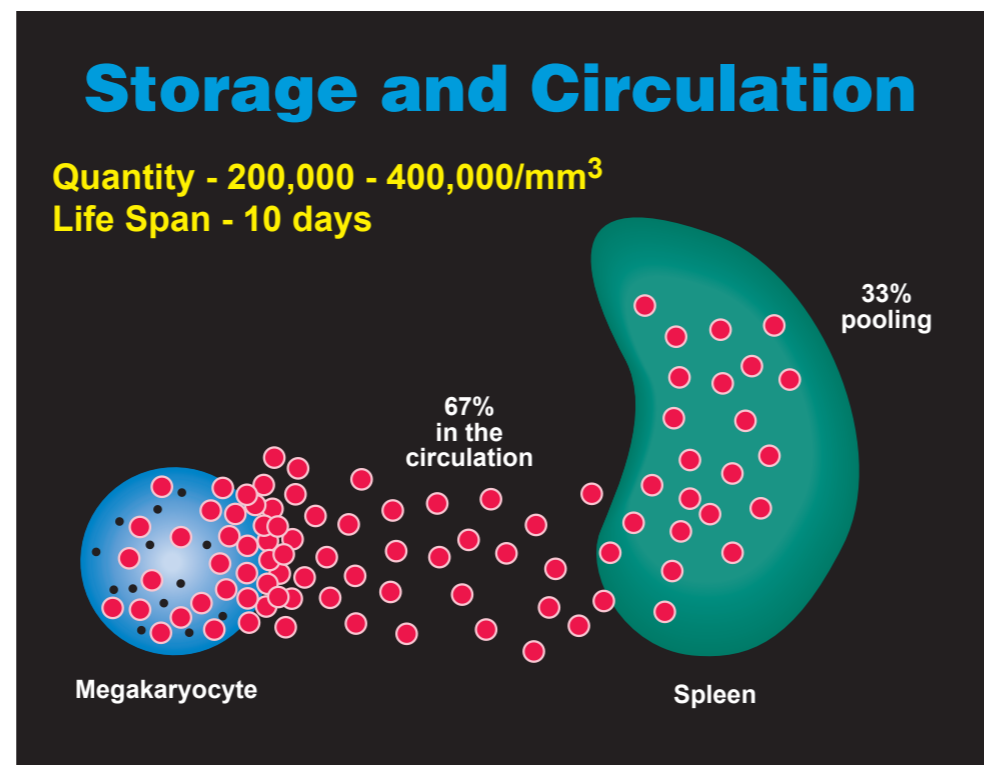 Storage and Circulation
Quantity - 200,000 - 400,000/mm³
Life Span - 10 days
33%
pooling
67%
in the
circulation
Megakaryocyte
Spleen